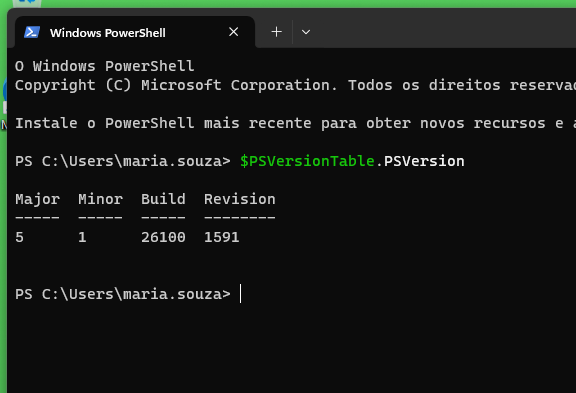 Windows PowerShell
O Windows PowerShell
Copyright (C) Microsoft Corporation. Todos os direitos
Instale o PowerShell mais recente para obter novos recursos e
PS C:\Users\maria.souza> $PSVersionTable.PSVersion
Major  Minor  Build  Revision
-----  -----  -----  --------
5      1      26100  1591
PS C:\Users\maria.souza>